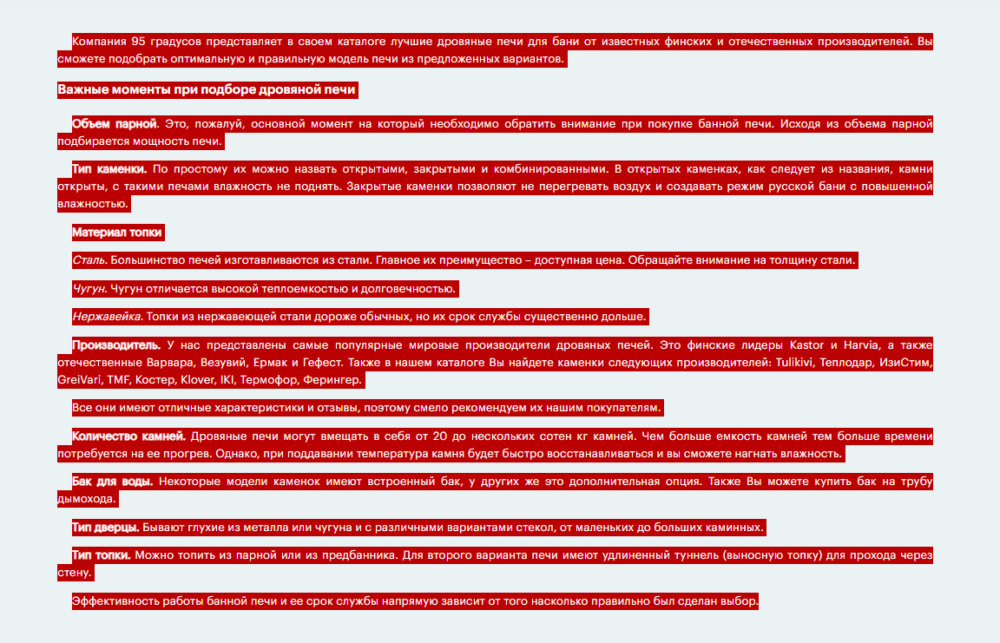 Компания 95 градусов представляет в своем каталоге лучшие дровяные печи для бани от известных финских и отечественных производителей. Вы
сможете подобрать оптимальную и правильную модель печи из предложенных вариантов.
Важные моменты при подборе дровяной печи
Объем парной. Это, пожалуй, основной момент на который необходимо обратить внимание при покупке банной печи. Исходя из объема парной
подбирается мощность печи.
Тип каменки. По простому их можно назвать открытыми, закрытыми и комбинированными. В открытых каменках, как следует из названия, камни
открыты, с такими печами влажность не поднять. Закрытые каменки позволяют не перегревать воздух и создавать режим русской бани с повышенной
влажностью.
Материал топки
Сталь. Большинство печей изготавливаются из стали. Главное их преимущество – доступная цена. Обращайте внимание на толщину стали.
Чугун. Чугун отличается высокой теплоемкостью и долговечностью.
Нержавейка. Топки из нержавеющей стали дороже обычных, но их срок службы существенно дольше.
Производитель. У нас представлены самые популярные мировые производители дровяных печей. Это финские лидеры Kastor и Harvia, а также
отечественные Варвара, Везувий, Ермак и Гефест. Также в нашем каталоге Вы найдете каменки следующих производителей: Tulikivi, Теплодар, ИзиСтим,
GreiVari, TMF, Костер, Klover, IKI, Термофор, Ферингер.
Все они имеют отличные характеристики и отзывы, поэтому смело рекомендуем их нашим покупателям.
Количество камней. Дровяные печи могут вмещать в себя от 20 до нескольких сотен кг камней. Чем больше емкость камней тем больше времени
потребуется на ее прогрев. Однако, при поддавании температура камня будет быстро восстанавливаться и вы сможете нагнать влажность.
Бак для воды. Некоторые модели каменок имеют встроенный бак, у других же это дополнительная опция. Также Вы можете купить бак на трубу
дымохода.
Тип дверцы. Бывают глухие из металла или чугуна и с различными вариантами стекол, от маленьких до больших каминных.
Тип топки. Можно топить из парной или из предбанника. Для второго варианта печи имеют удлиненный туннель (выносную топку) для прохода через
стену.
Эффективность работы банной печи и ее срок службы напрямую зависит от того насколько правильно был сделан выбор.